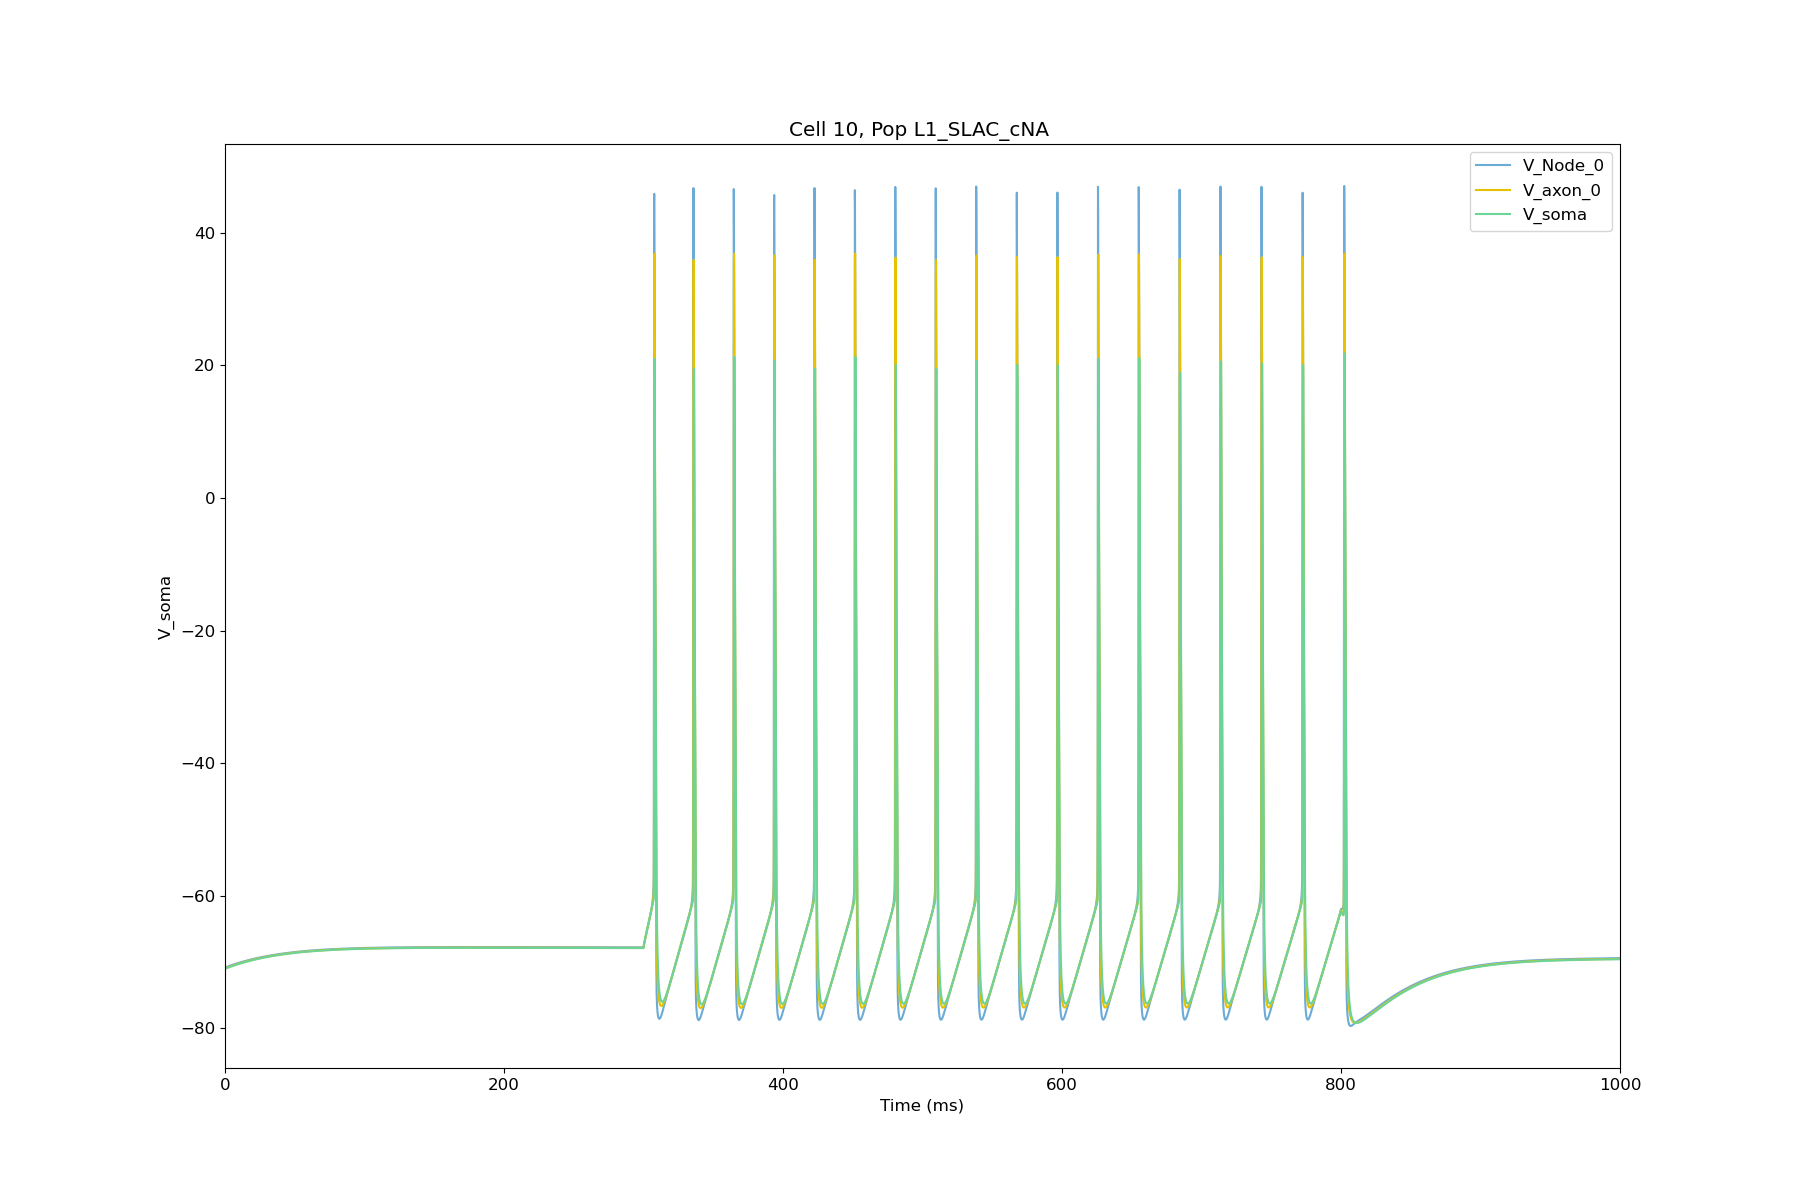 Cell 10, Pop L1_SLAC_cNA
V_Node_0
V_axon_0
V_soma
40
20
0
−20
−40
−60
−80
V_soma
0 200 400 600 800 1000
Time (ms)